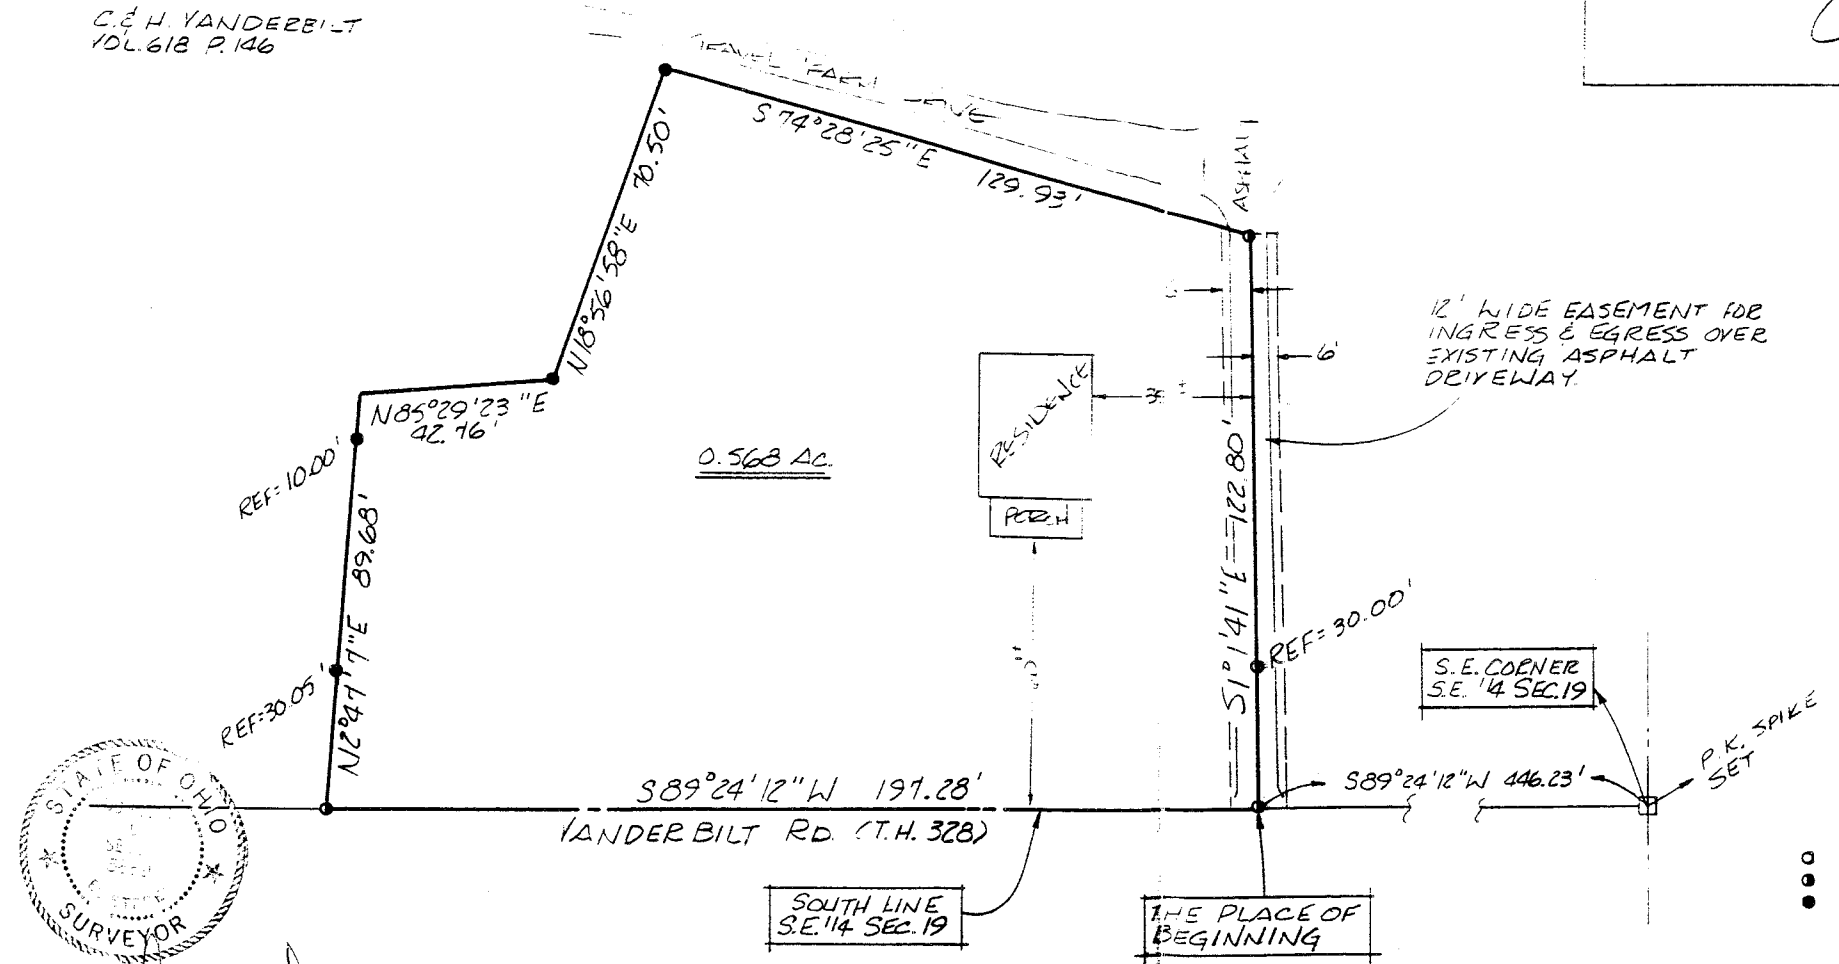 C.& H. VANDERBILT
VOL.618 P.146
S 74°28'25"E
129.93'
N18°56'58"E 70.50'
ASPHALT
12' WIDE EASEMENT FOR
INGRESS & EGRESS OVER
EXISTING ASPHALT
DRIVEWAY.
6'
RESIDENCE
PORCH
N85°29'23"E
42.76'
REF=10.00'
0.568 AC.
89.68'
REF=30.05'
S1°1'41"E 122.80'
REF=30.00'
S.E. CORNER
S.E. 1/4 SEC.19
P.K. SPIKE
SET
S89°24'12"W 197.28'
S89°24'12"W 446.23'
VANDERBILT RD. (T.H. 328)
SOUTH LINE
S.E. 1/4 SEC. 19
THE PLACE OF
BEGINNING
STATE OF OHIO
SURVEYOR